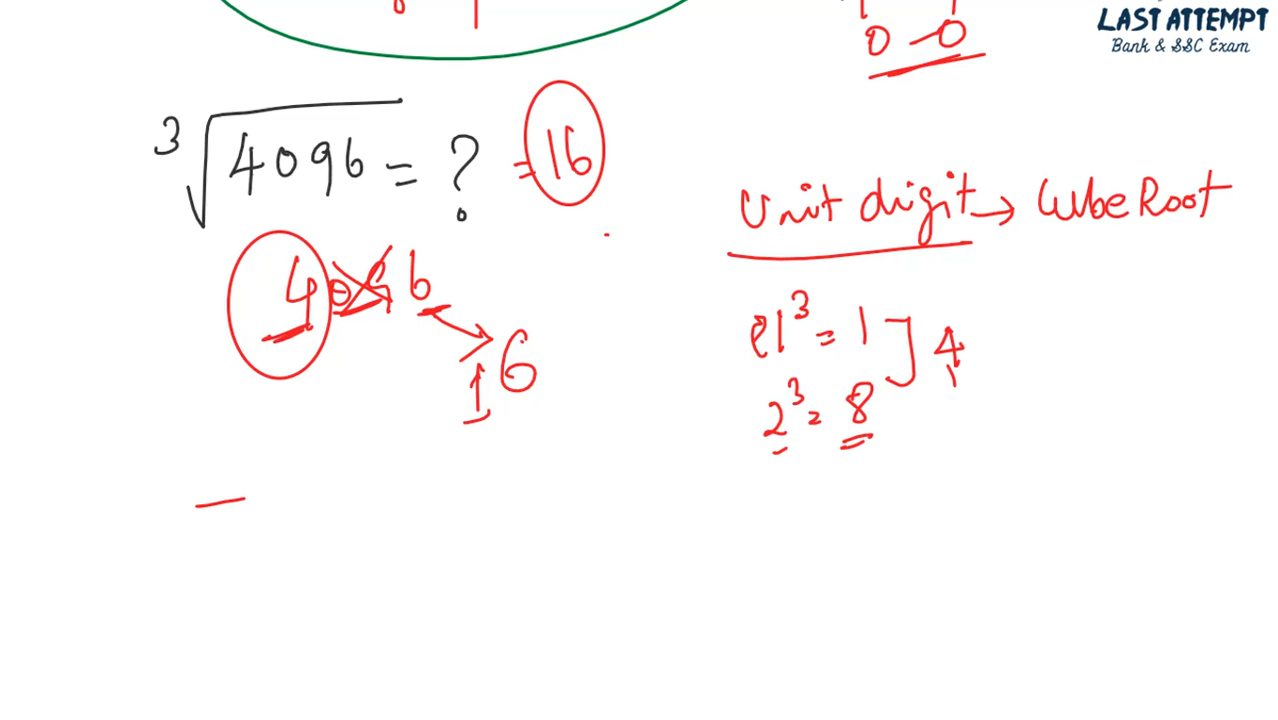 0 - 0
LAST ATTEMPT
Bank & SSC Exam
3√4096 = ? = 16
Unit digit → Cube Root
4096
→ 6
1
1³ = 1 ] 4
2³ = 8